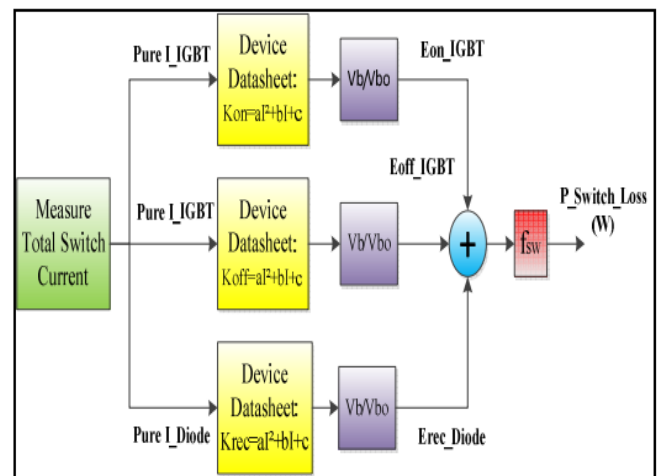 Pure I_IGBT
Device
Datasheet:
Kon=aI²+bI+c
Vb/Vbo
Eon_IGBT
Measure
Total Switch
Current
Pure I_IGBT
Device
Datasheet:
Koff=aI²+bI+c
Vb/Vbo
Eoff_IGBT
+
fsw
P_Switch_Loss
(W)
Pure I_Diode
Device
Datasheet:
Krec=aI²+bI+c
Vb/Vbo
Erec_Diode